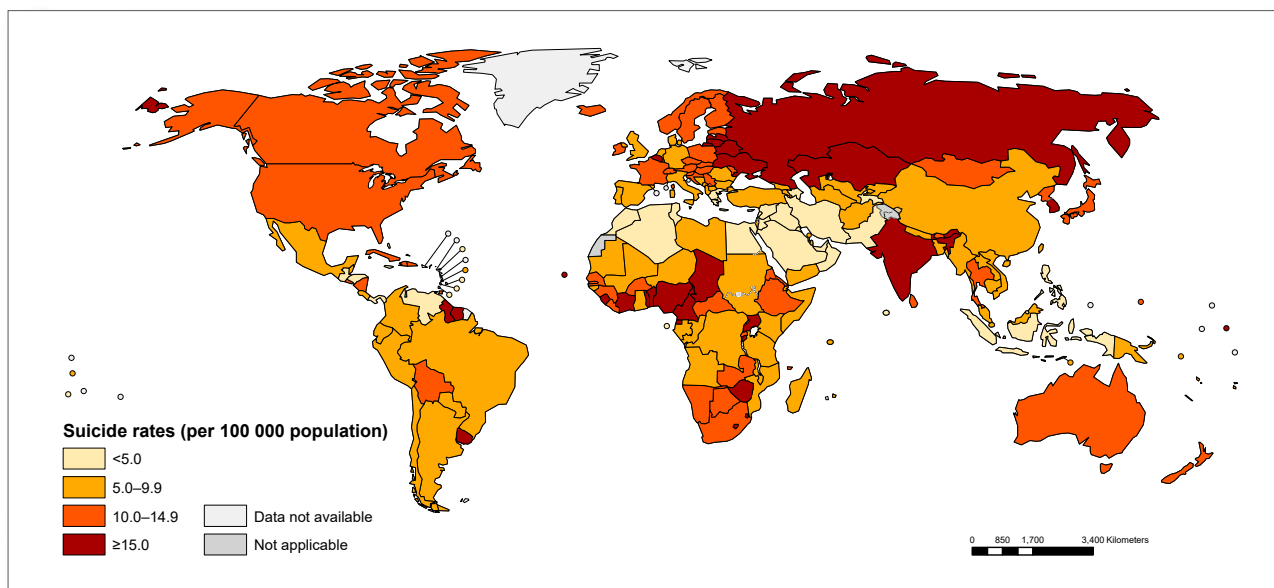 Suicide rates (per 100 000 population)
<5.0
5.0–9.9
10.0–14.9
≥15.0
Data not available
Not applicable
0 850 1,700 3,400 Kilometers